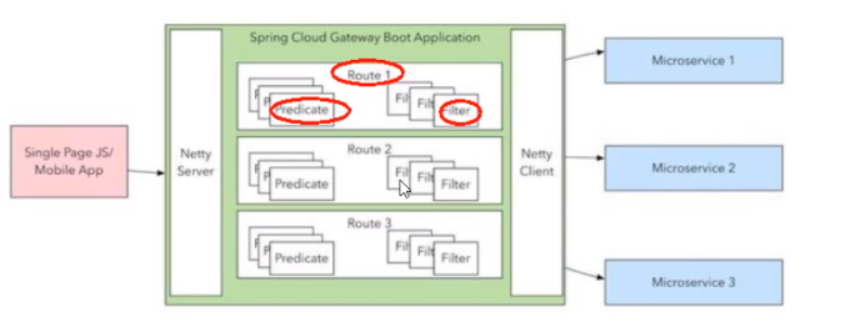 Spring Cloud Gateway Boot Application
Single Page JS/
Mobile App
Netty
Server
Route 1
Predicate
Fil
Filt
Filter
Route 2
Predicate
Fil
Filt
Filter
Route 3
Predicate
Fil
Filt
Filter
Netty
Client
Microservice 1
Microservice 2
Microservice 3